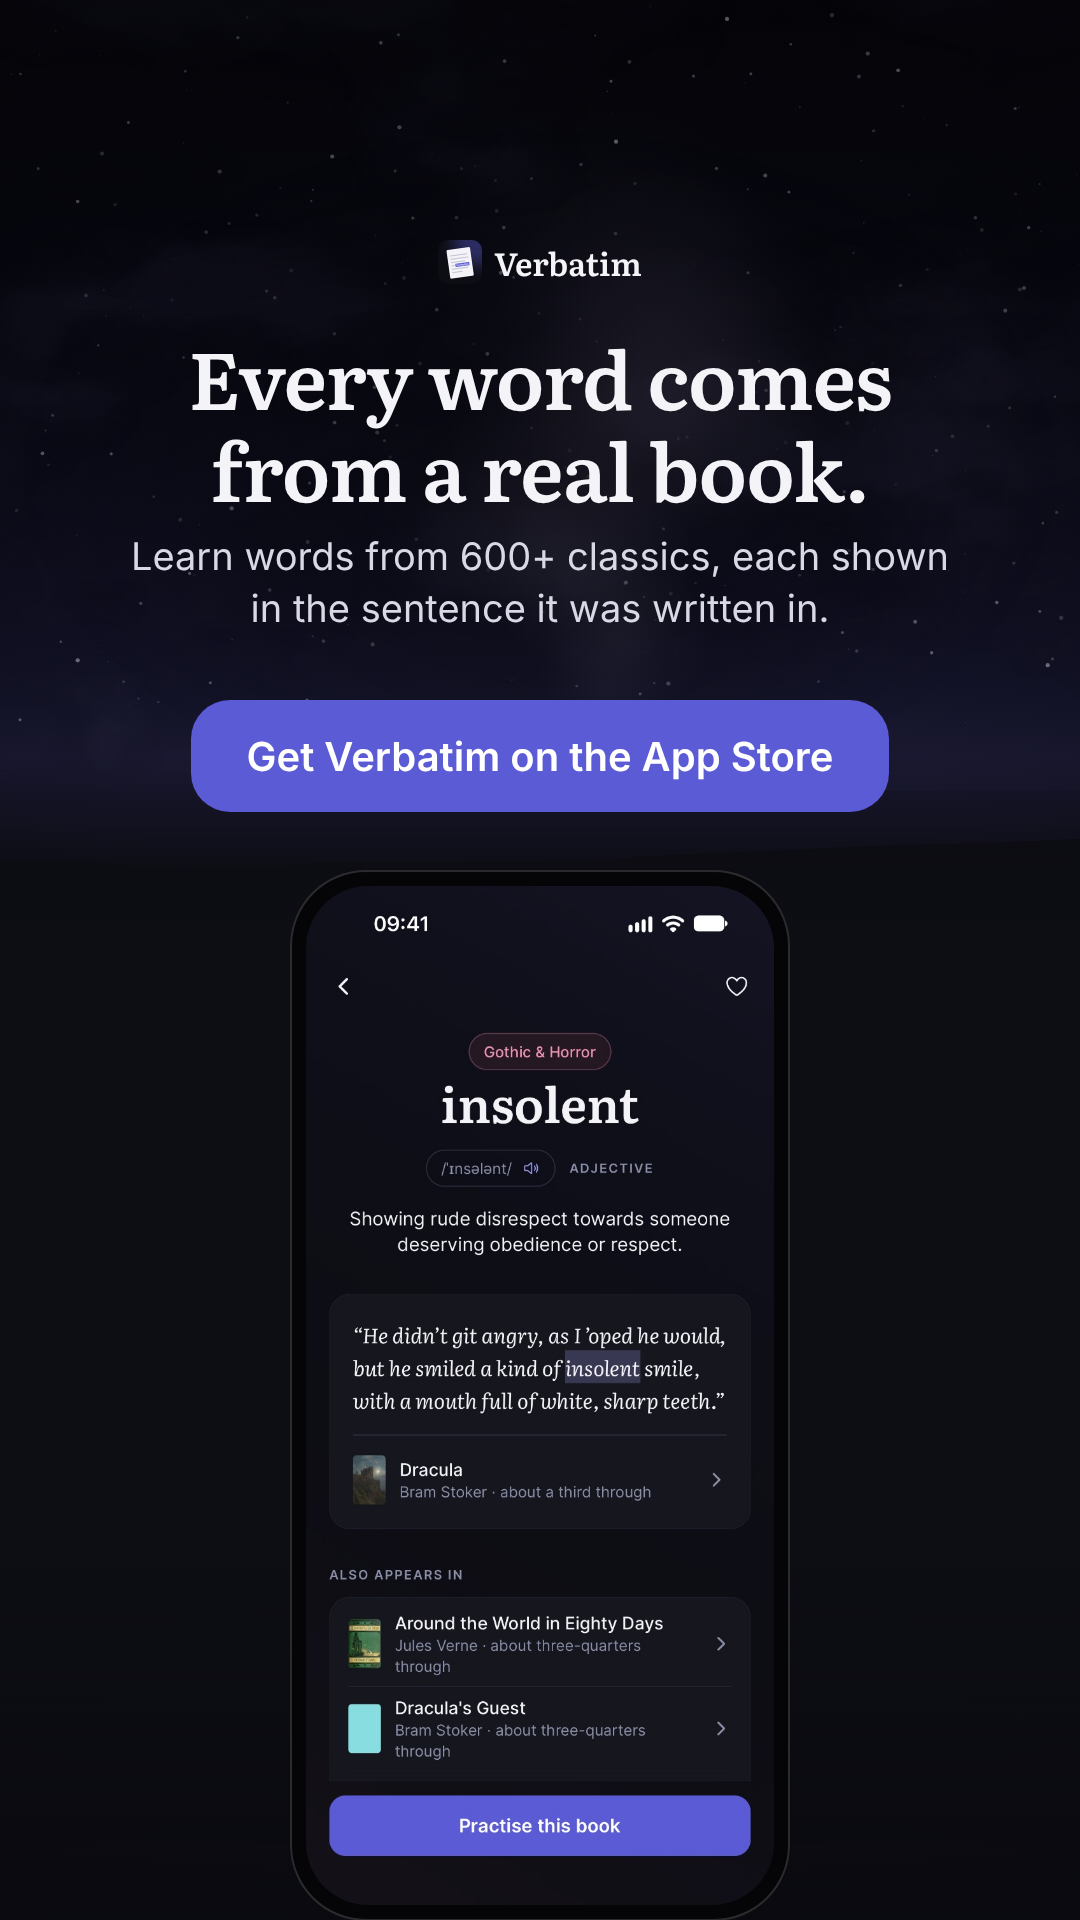 Verbatim
Every word comes
from a real book.
Learn words from 600+ classics, each shown
in the sentence it was written in.
Get Verbatim on the App Store
09:41
Gothic & Horror
insolent
/ˈɪnsələnt/ ADJECTIVE
Showing rude disrespect towards someone
deserving obedience or respect.
“He didn’t git angry, as I ’oped he would,
but he smiled a kind of insolent smile,
with a mouth full of white, sharp teeth.”
Dracula
Bram Stoker · about a third through
ALSO APPEARS IN
Around the World in Eighty Days
Jules Verne · about three-quarters
through
Dracula's Guest
Bram Stoker · about three-quarters
through
Practise this book